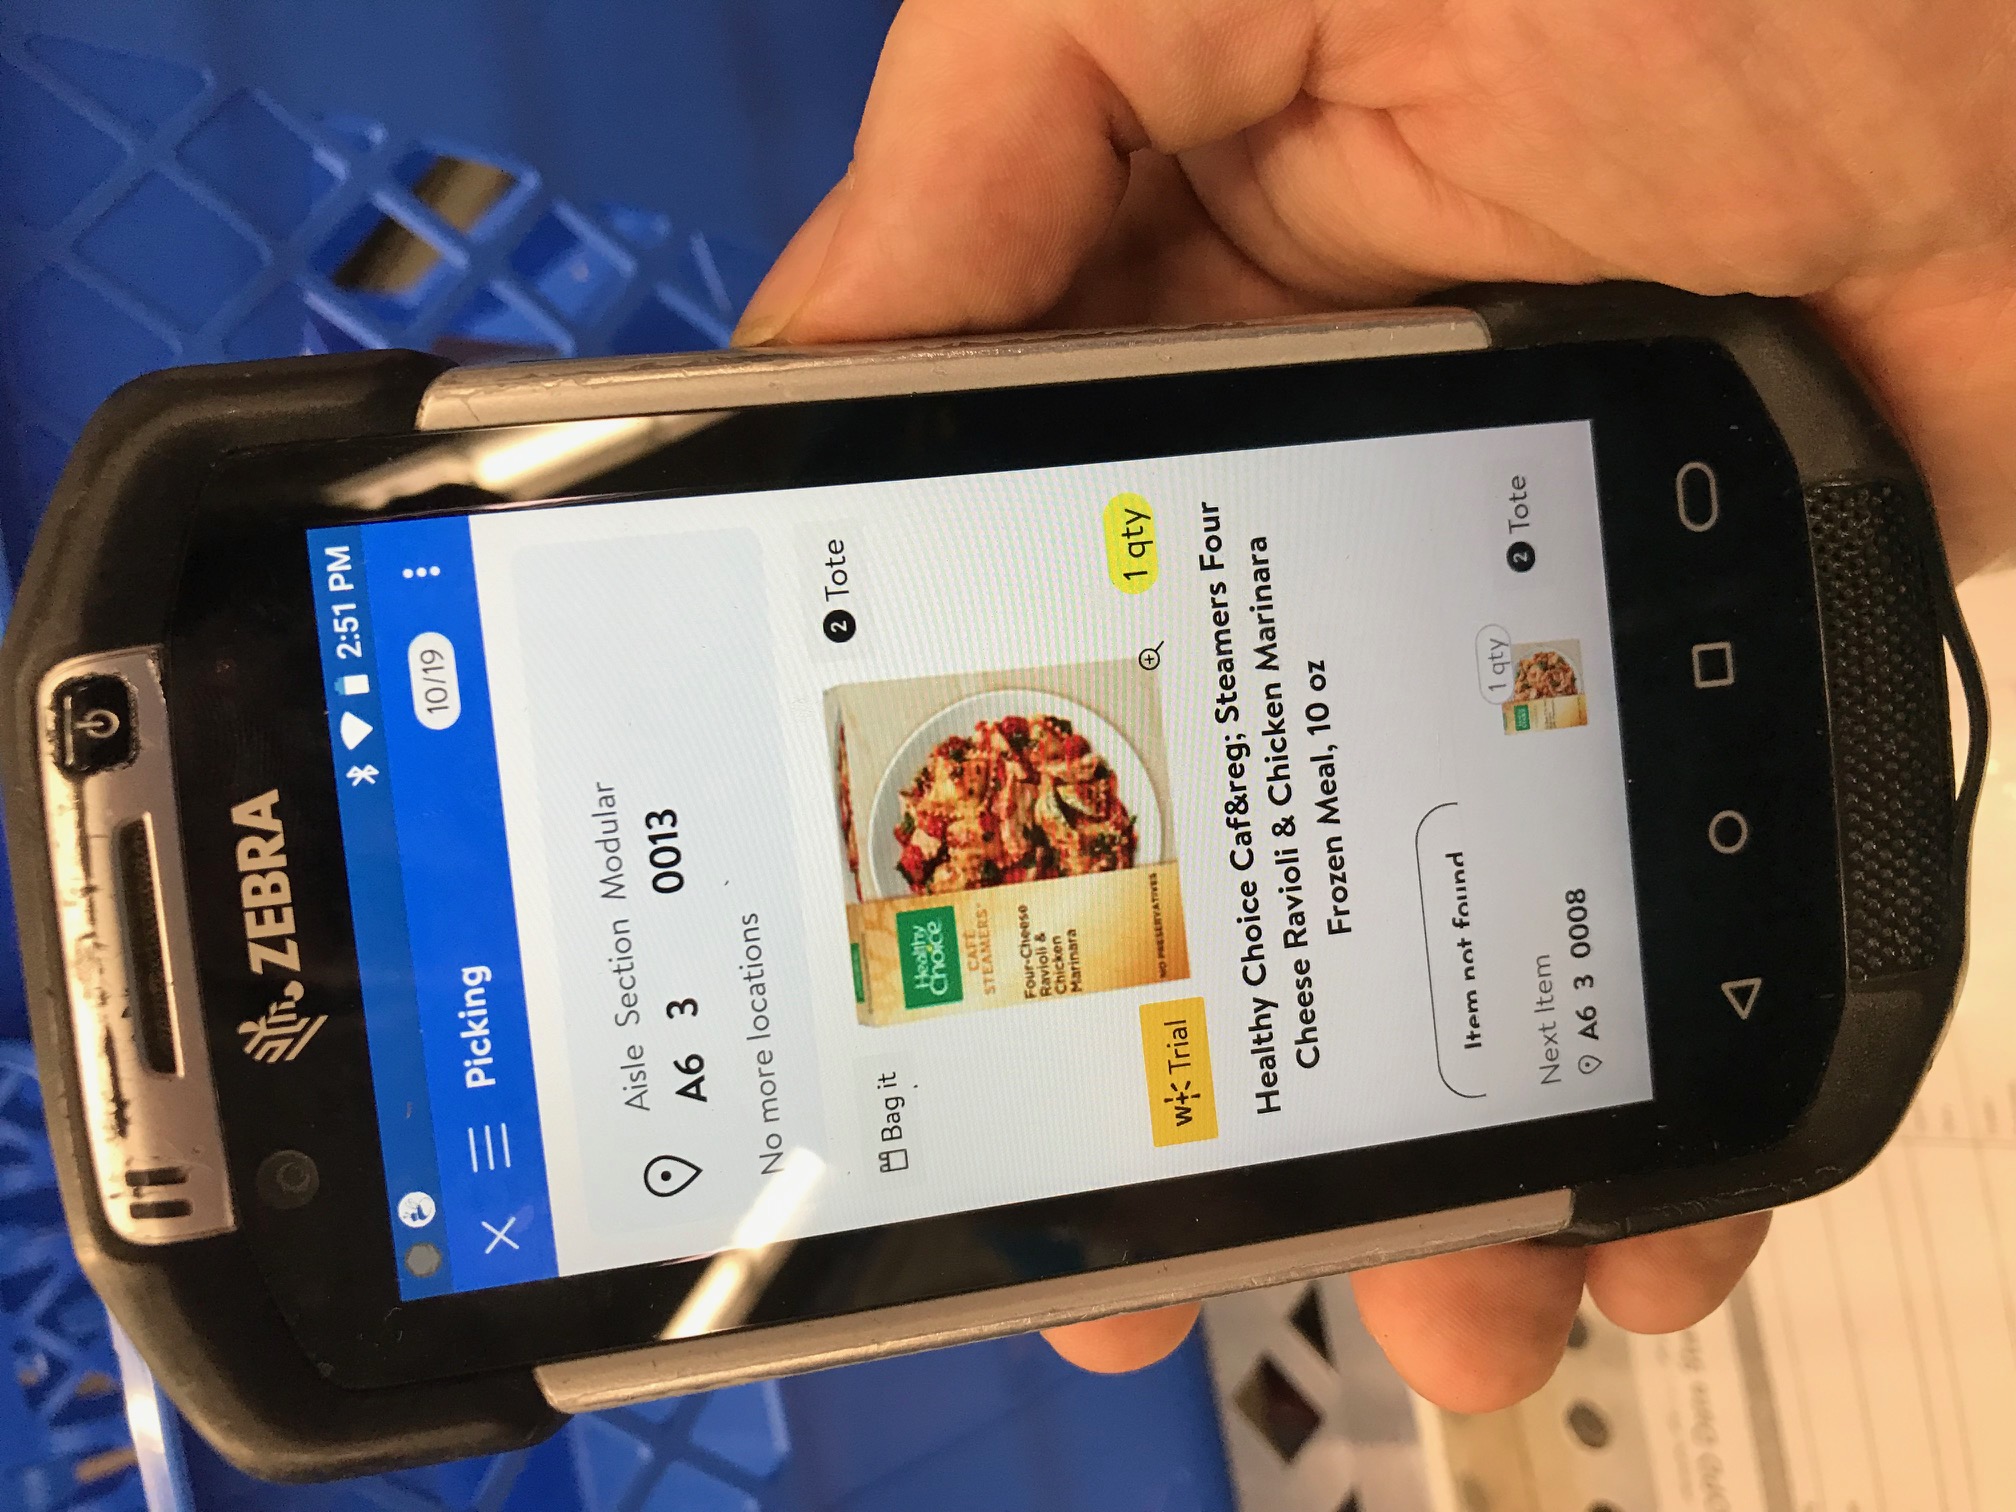 ZEBRA
2:51 PM
Picking
10/19
Aisle Section Modular
A6 3 0013
No more locations
Bag it
2 Tote
Healthy
Choice
CAFÉ
STEAMERS
Four-Cheese
Ravioli &
Chicken
Marinara
NO PRESERVATIVES
1 qty
w+ Trial
Healthy Choice Caf&reg; Steamers Four
Cheese Ravioli & Chicken Marinara
Frozen Meal, 10 oz
Item not found
1 qty
Next Item
2 Tote
A6 3 0008
OPD Date